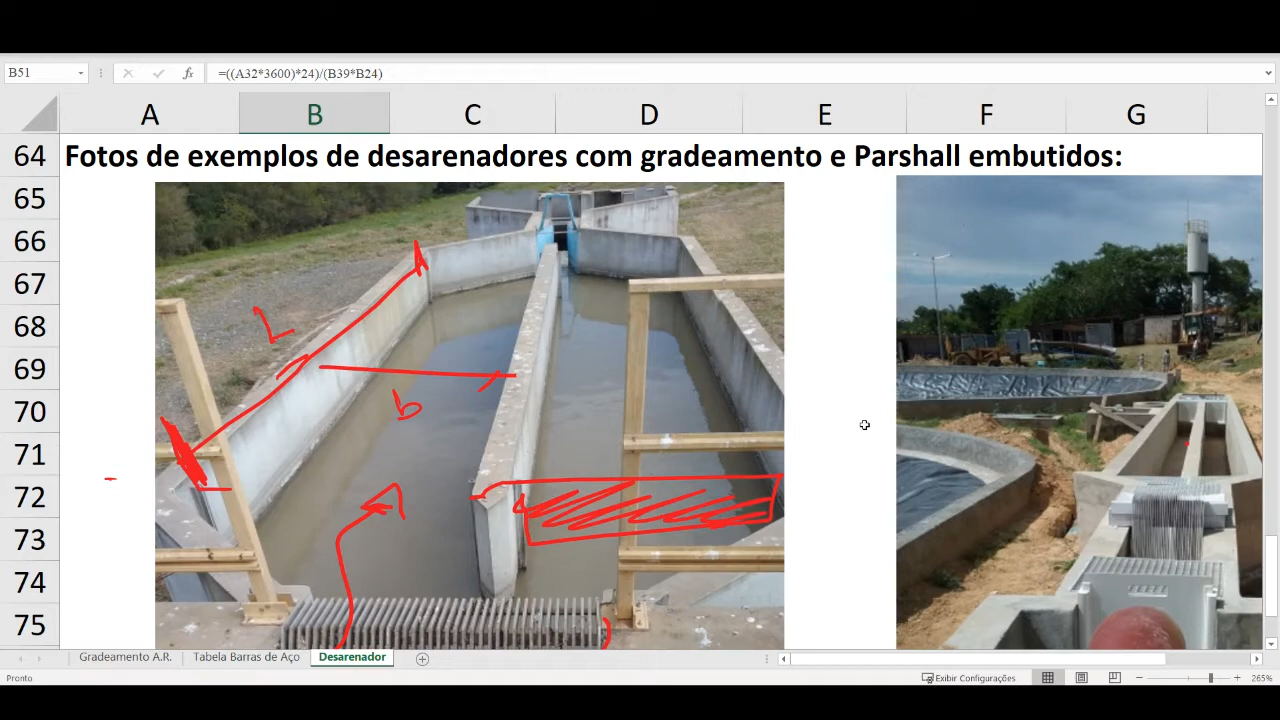 B51
=((A32*3600)*24)/(B39*B24)
A B C D E F G
64 Fotos de exemplos de desarenadores com gradeamento e Parshall embutidos:
65
66
67
68
69
70
71
72
73
74
75
L
b
Gradeamento A.R. Tabela Barras de Aço Desarenador
Pronto Exibir Configurações 265%